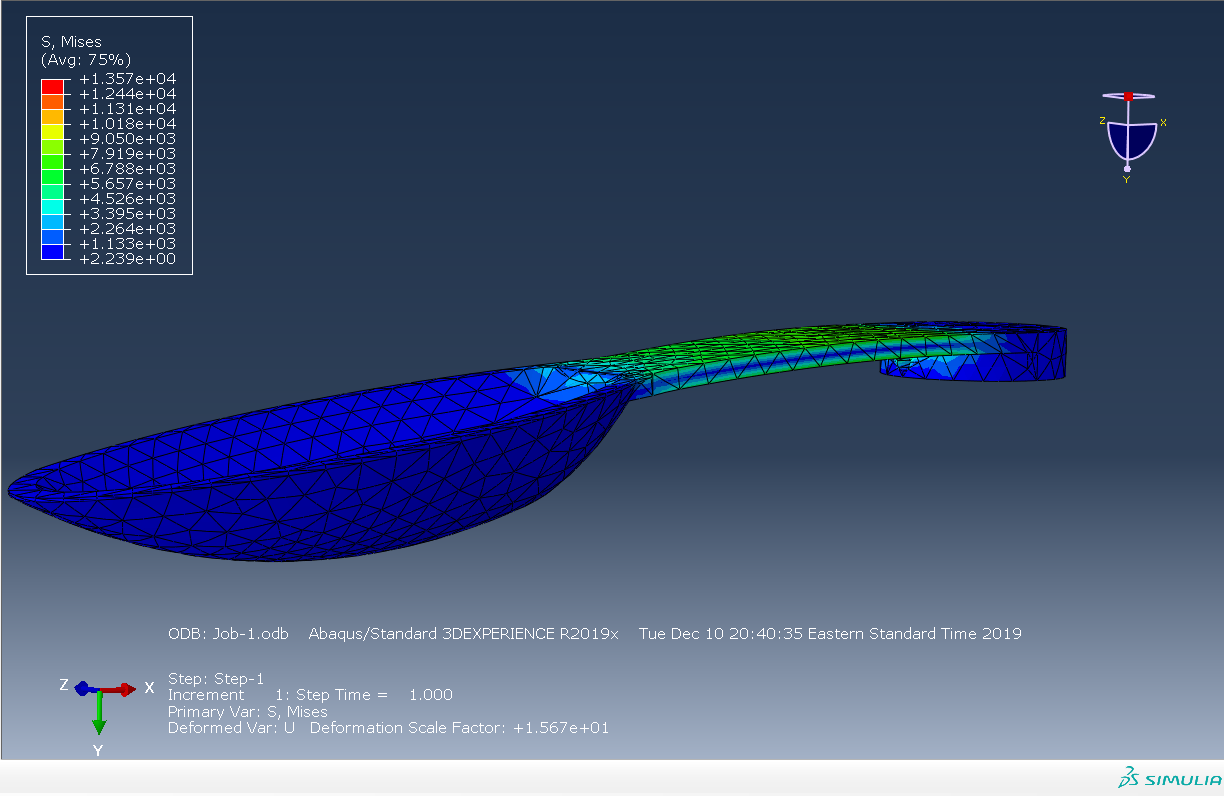 S, Mises
(Avg: 75%)
+1.357e+04
+1.244e+04
+1.131e+04
+1.018e+04
+9.050e+03
+7.919e+03
+6.788e+03
+5.657e+03
+4.526e+03
+3.395e+03
+2.264e+03
+1.133e+03
+2.239e+00
Z X
Y
ODB: Job-1.odb Abaqus/Standard 3DEXPERIENCE R2019x Tue Dec 10 20:40:35 Eastern Standard Time 2019
Z X
Y
Step: Step-1
Increment 1: Step Time = 1.000
Primary Var: S, Mises
Deformed Var: U Deformation Scale Factor: +1.567e+01
SIMULIA